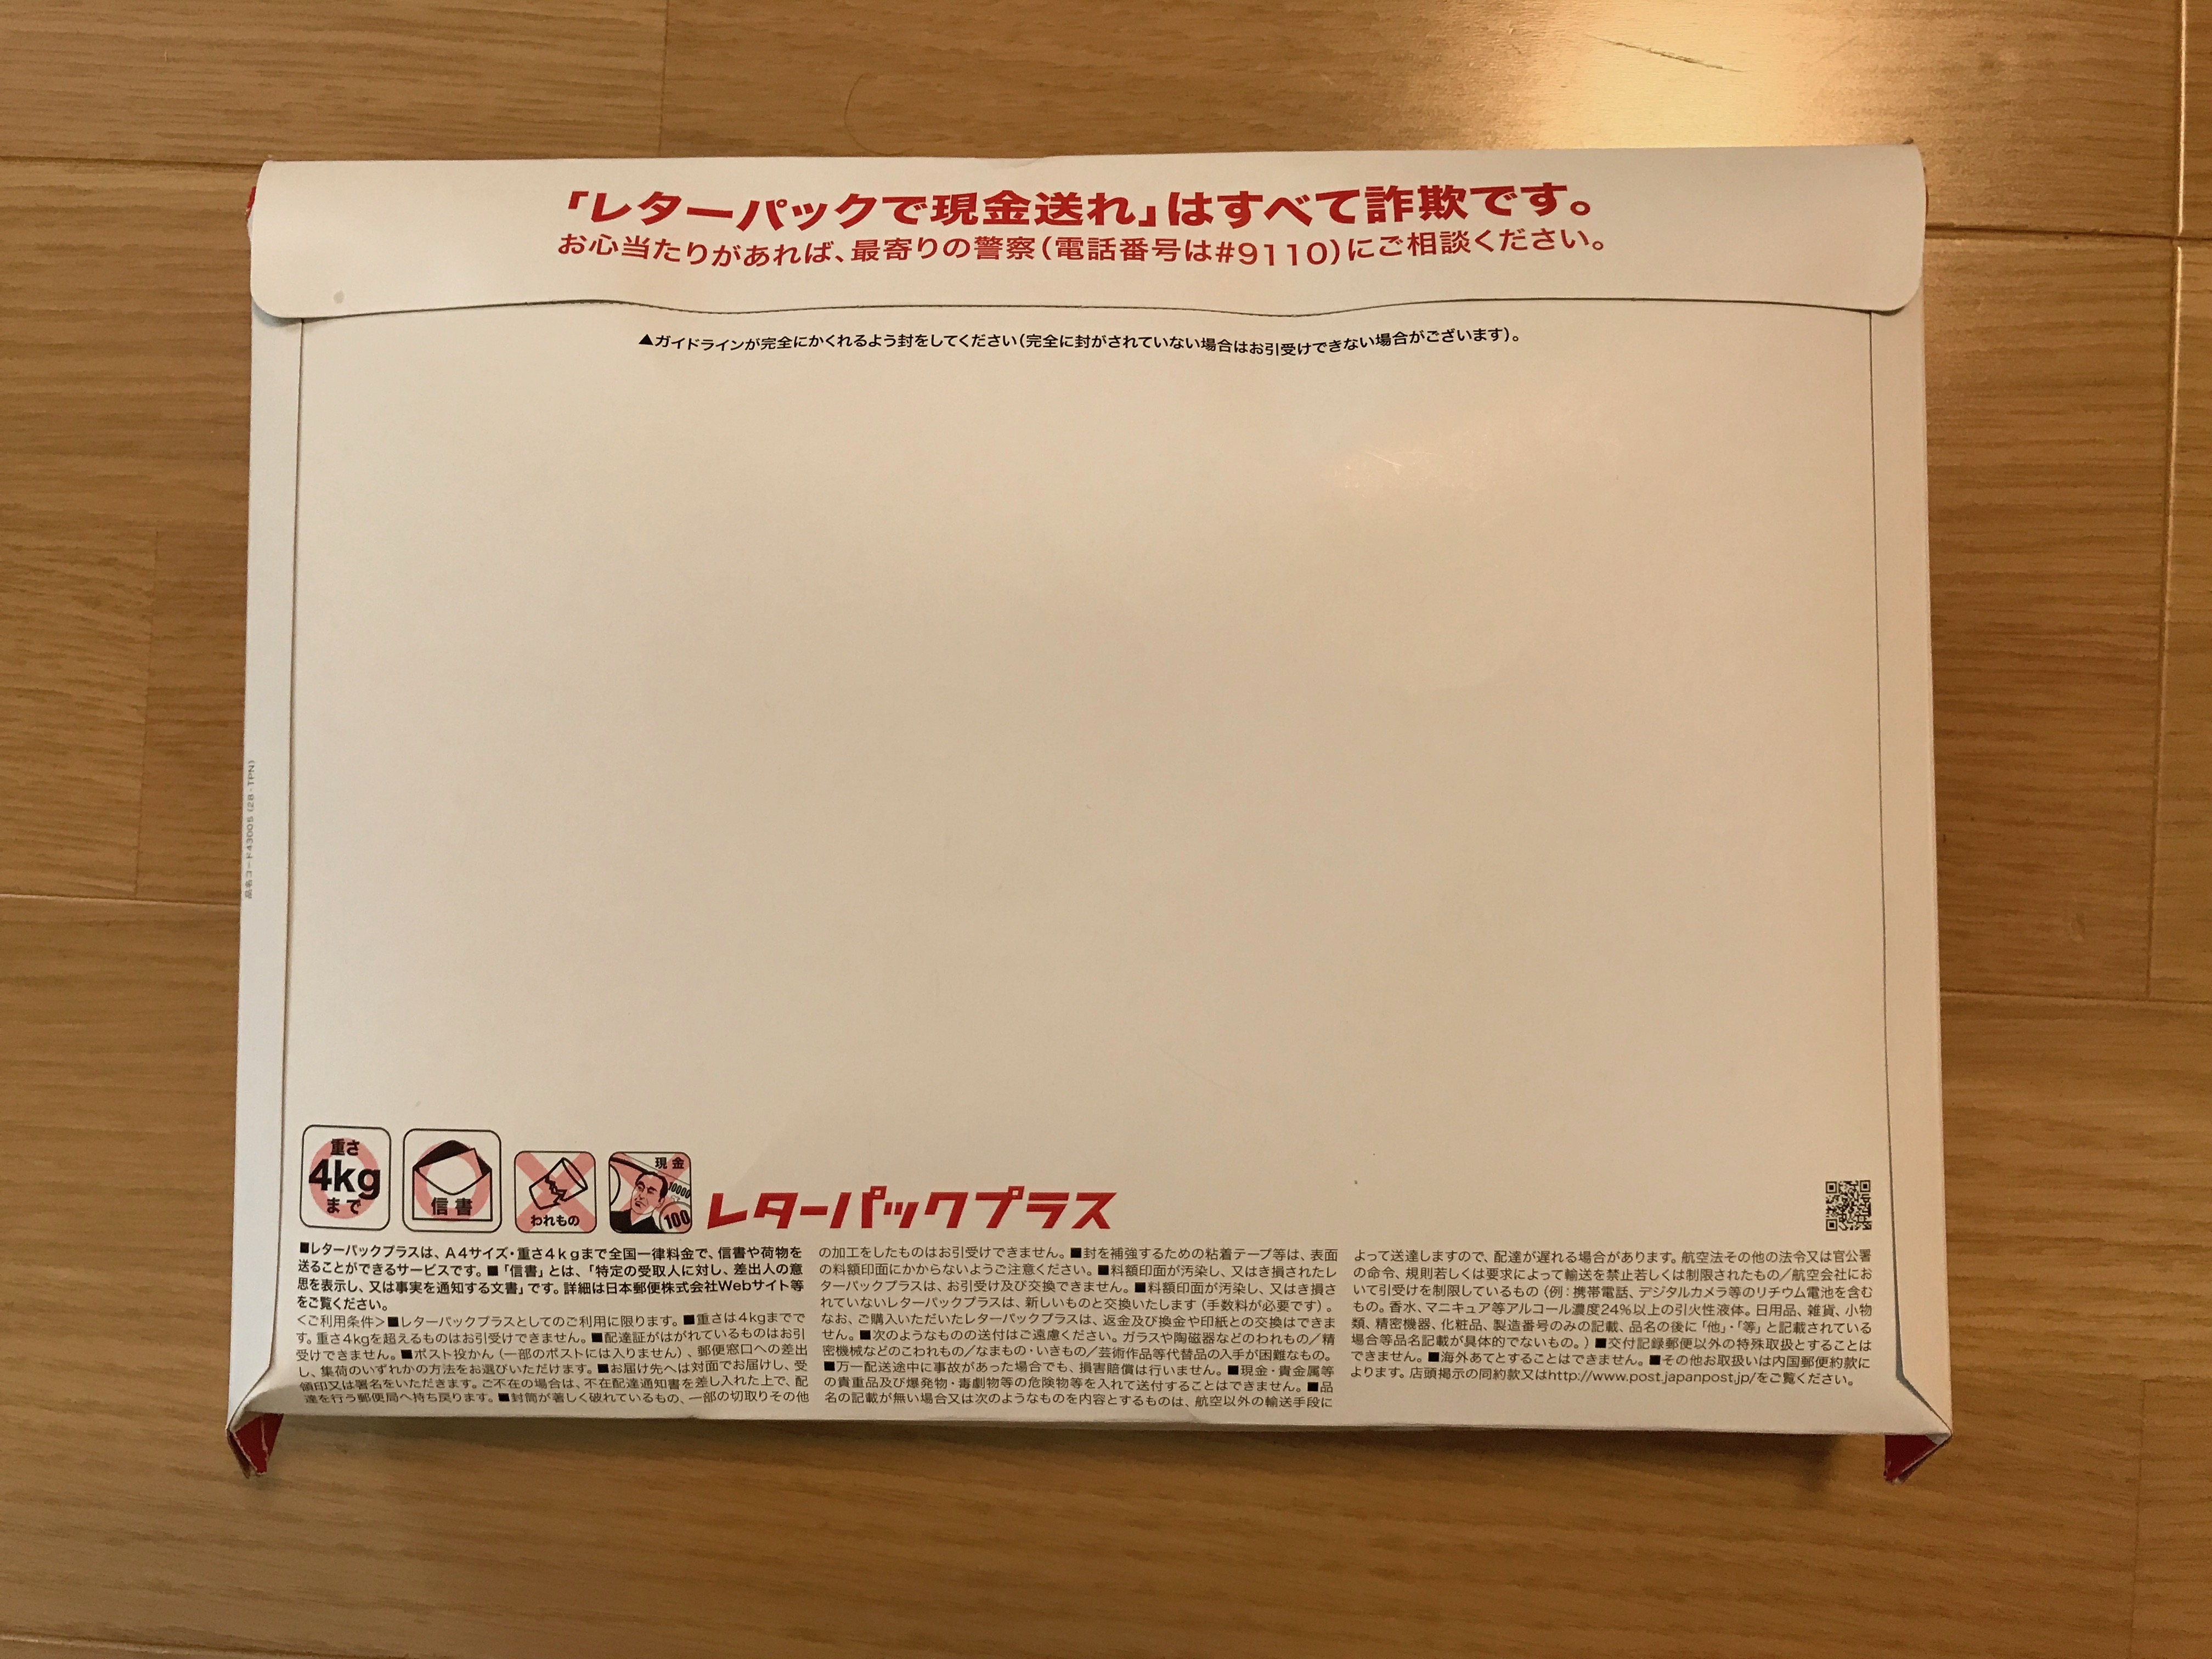 「レターパックで現金送れ」はすべて詐欺です。
お心当たりがあれば、最寄りの警察（電話番号は#9110）にご相談ください。
▲ガイドラインが完全にかくれるよう封をしてください（完全に封がされていない場合はお引受けできない場合がございます）。
品名コード43005 (28-TPN)
重さ
4kg
まで
信書
われもの
現金
10000
100
レターパックプラス
■レターパックプラスは、A4サイズ・重さ4kgまで全国一律料金で、信書や荷物を
送ることができるサービスです。■「信書」とは、「特定の受取人に対し、差出人の意
思を表示し、又は事実を通知する文書」です。詳細は日本郵便株式会社Webサイト等
をご覧ください。
＜ご利用条件＞■レターパックプラスとしてのご利用に限ります。■重さは4kgまでで
す。重さ4kgを超えるものはお引受けできません。■配達証がはがれているものはお引
受けできません。■ポスト投かん（一部のポストには入りません）、郵便窓口への差出
し、集荷のいずれかの方法をお選びいただけます。■お届け先へは対面でお届けし、受
領印又は署名をいただきます。ご不在の場合は、不在配達通知書を差し入れた上で、配
達を行う郵便局へ持ち戻ります。■封筒が著しく破れているもの、一部の切取りその他
の加工をしたものはお引受けできません。■封を補強するための粘着テープ等は、表面
の料額印面にかからないようご注意ください。■料額印面が汚染し、又はき損されたレ
ターパックプラスは、お引受け及び交換できません。■料額印面が汚染し、又はき損さ
れていないレターパックプラスは、新しいものと交換いたします（手数料が必要です）。
なお、ご購入いただいたレターパックプラスは、返金及び換金や印紙との交換はできま
せん。■次のようなものの送付はご遠慮ください。ガラスや陶磁器などのわれもの／精
密機械などのこわれもの／なまもの・いきもの／芸術作品等代替品の入手が困難なもの。
■万一配送途中に事故があった場合でも、損害賠償は行いません。■現金・貴金属等
の貴重品及び爆発物・毒劇物等の危険物等を入れて送付することはできません。■品
名の記載が無い場合又は次のようなものを内容とするものは、航空以外の輸送手段に
よって送達しますので、配達が遅れる場合があります。航空法その他の法令又は官公署
の命令、規則若しくは要求によって輸送を禁止若しくは制限されたもの／航空会社にお
いて引受けを制限しているもの（例：携帯電話、デジタルカメラ等のリチウム電池を含む
もの。香水、マニキュア等アルコール濃度24%以上の引火性液体。日用品、雑貨、小物
類、精密機器、化粧品、製造番号のみの記載、品名の後に「他」・「等」と記載されている
場合等品名記載が具体的でないもの。）■交付記録郵便以外の特殊取扱とすることは
できません。■海外あてとすることはできません。■その他お取扱いは内国郵便約款に
よります。店頭掲示の同約款又はhttp://www.post.japanpost.jp/をご覧ください。